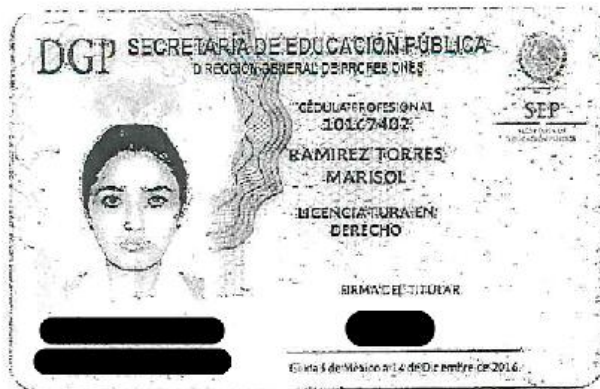 DGP SECRETARÍA DE EDUCACIÓN PÚBLICA
DIRECCIÓN GENERAL DE PROFESIONES
CÉDULA PROFESIONAL
10167402
SEP
RAMIREZ TORRES
MARISOL
LICENCIATURA EN
DERECHO
FIRMA DEL TITULAR
Ciudad de México a 14 de Diciembre de 2016